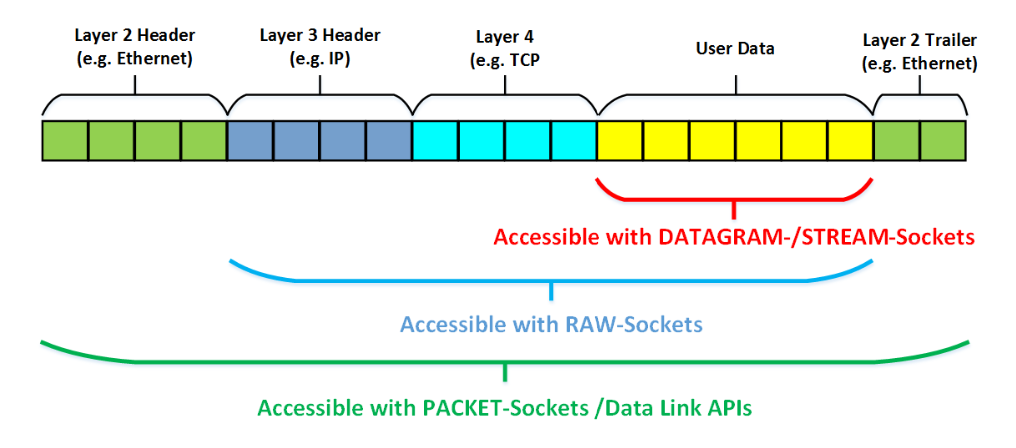 Layer 2 Header
(e.g. Ethernet)
Layer 3 Header
(e.g. IP)
Layer 4
(e.g. TCP
User Data
Layer 2 Trailer
(e.g. Ethernet)
Accessible with DATAGRAM-/STREAM-Sockets
Accessible with RAW-Sockets
Accessible with PACKET-Sockets /Data Link APIs